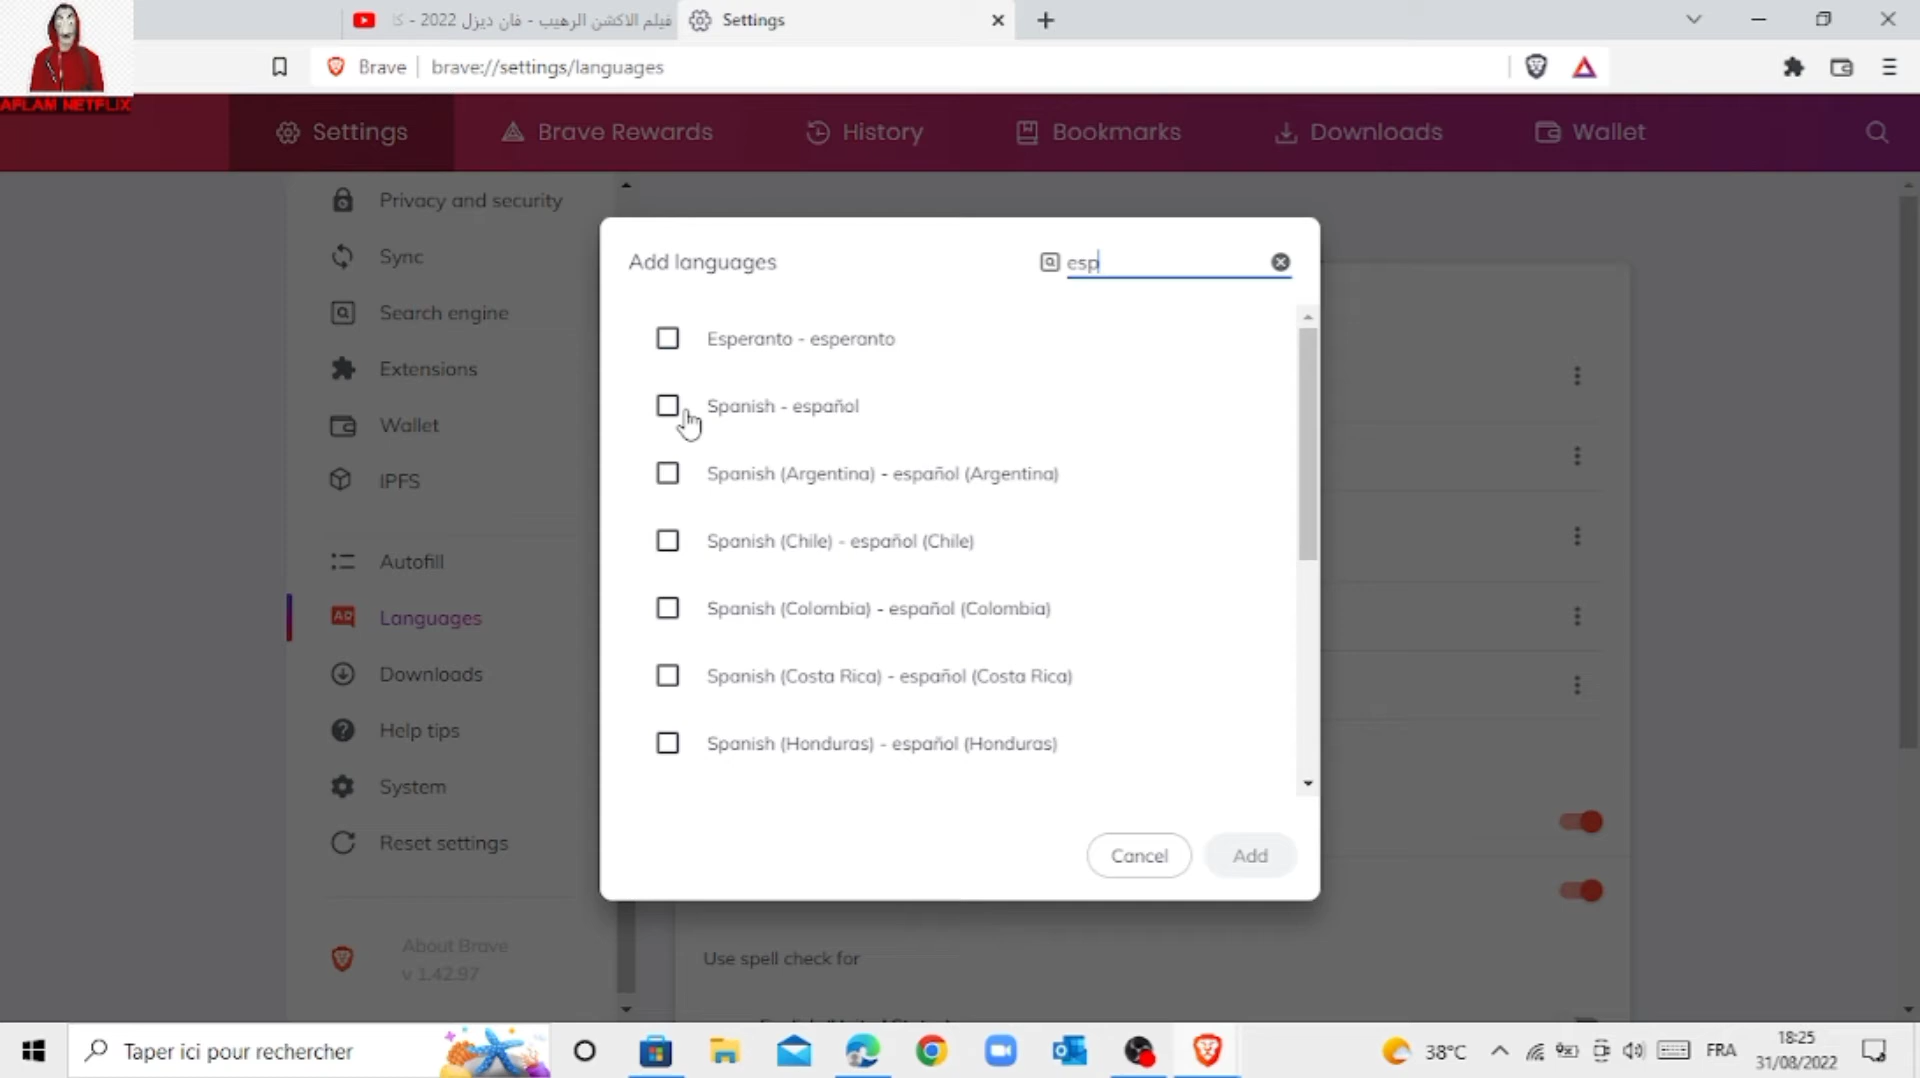 فيلم الاكشن الرهيب - فان ديزل 2022 - كا
Settings
Brave
brave://settings/languages
AFLAM NETFLIX
Settings
Brave Rewards
History
Bookmarks
Downloads
Wallet
Privacy and security
Sync
Search engine
Extensions
Wallet
IPFS
Autofill
Languages
Downloads
Help tips
System
Reset settings
About Brave
v 1.42.97
Add languages
esp
Esperanto - esperanto
Spanish - español
Spanish (Argentina) - español (Argentina)
Spanish (Chile) - español (Chile)
Spanish (Colombia) - español (Colombia)
Spanish (Costa Rica) - español (Costa Rica)
Spanish (Honduras) - español (Honduras)
Cancel
Add
Use spell check for
Taper ici pour rechercher
38°C
FRA
18:25
31/08/2022